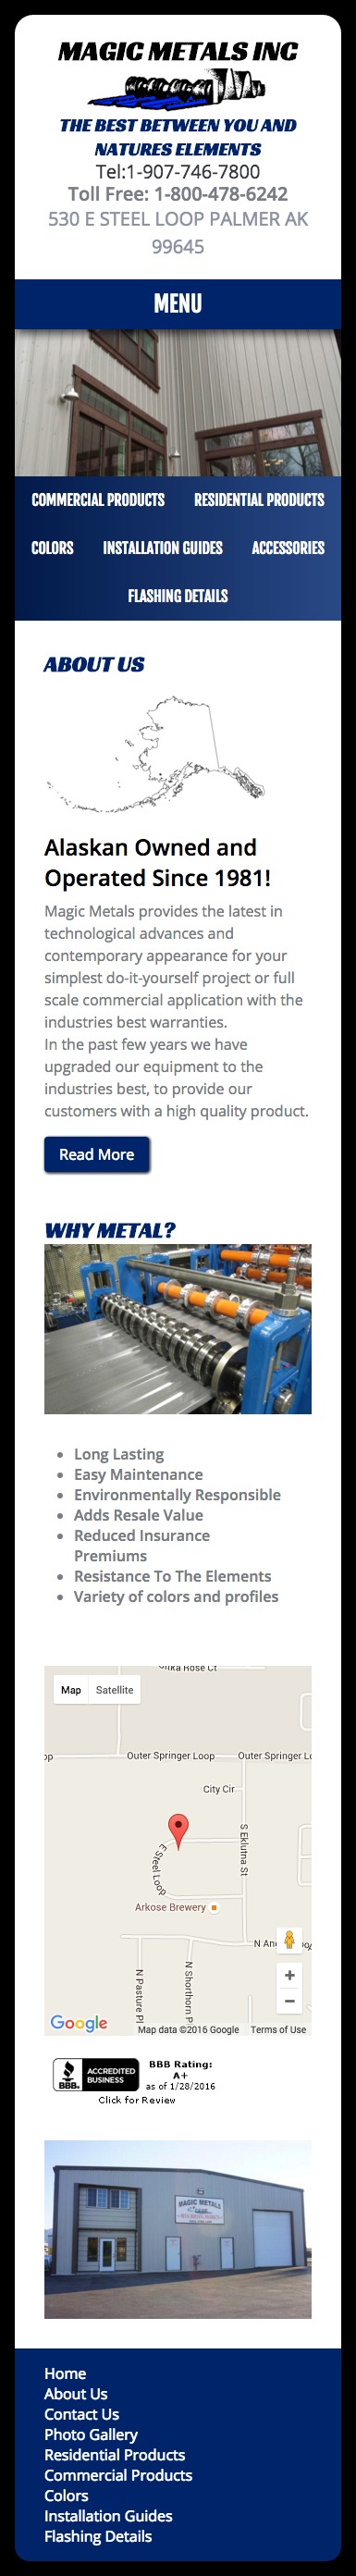 MAGIC METALS INC
THE BEST BETWEEN YOU AND
NATURES ELEMENTS
Tel:1-907-746-7800
Toll Free: 1-800-478-6242
530 E STEEL LOOP PALMER AK
99645
MENU
COMMERCIAL PRODUCTS RESIDENTIAL PRODUCTS
COLORS INSTALLATION GUIDES ACCESSORIES
FLASHING DETAILS
ABOUT US
Alaskan Owned and
Operated Since 1981!
Magic Metals provides the latest in
technological advances and
contemporary appearance for your
simplest do-it-yourself project or full
scale commercial application with the
industries best warranties.
In the past few years we have
upgraded our equipment to the
industries best, to provide our
customers with a high quality product.
Read More
WHY METAL?
Long Lasting
Easy Maintenance
Environmentally Responsible
Adds Resale Value
Reduced Insurance
Premiums
Resistance To The Elements
Variety of colors and profiles
Map Satellite
Outer Springer Loop Outer Springer
City Cir
S Eklutna St
E Steel Loop
Arkose Brewery
N Pasture Pl
N Shorthorn
Google
Map data ©2016 Google Terms of Use
BBB ACCREDITED BUSINESS
BBB Rating:
A+
as of 1/28/2016
Click for Review
MAGIC METALS
Home
About Us
Contact Us
Photo Gallery
Residential Products
Commercial Products
Colors
Installation Guides
Flashing Details